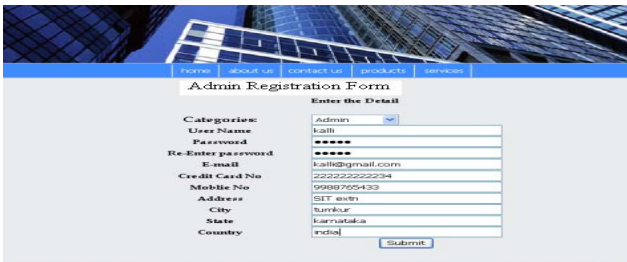 home about us contact us products services
Admin Registration Form
Enter the Detail
Categories: Admin
User Name kalli
Password •••••
Re-Enter password •••••
E-mail kalli@gmail.com
Credit Card No 222222222234
Moblie No 9988765433
Address SIT extn
City tumkur
State karnataka
Country india
Submit